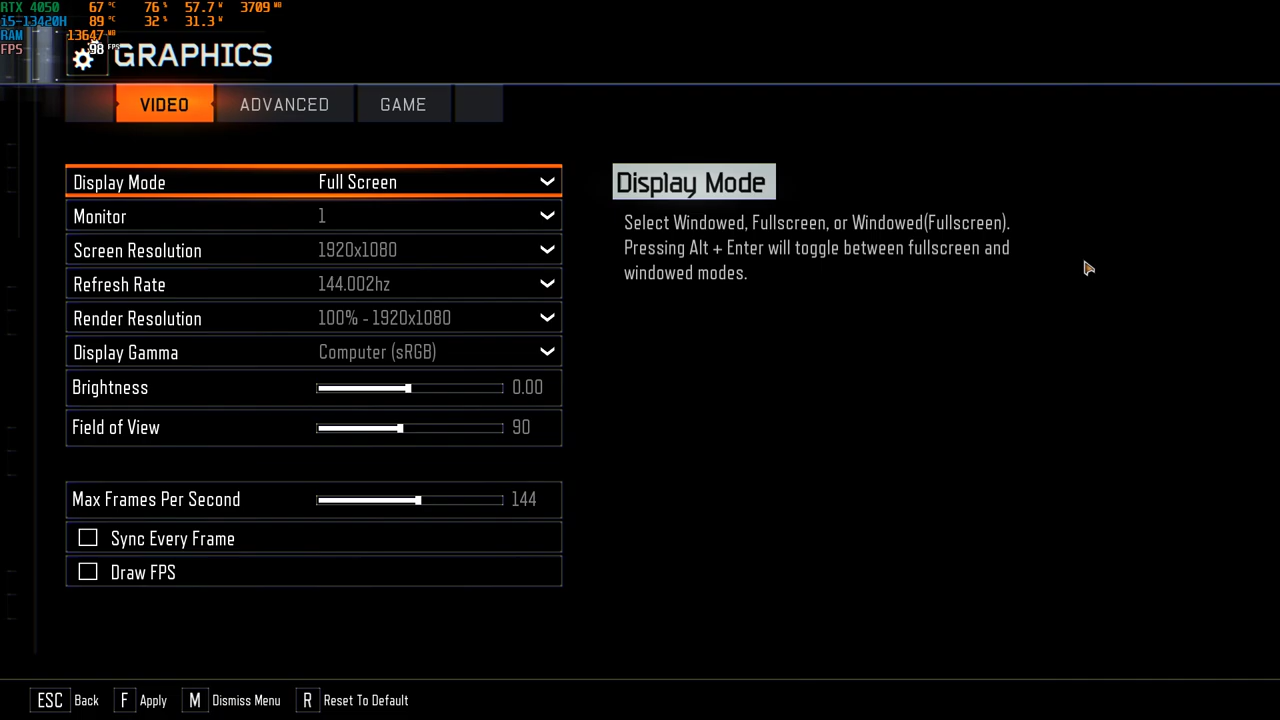 RTX 4050 67 °C 76 % 57.7 W 3709 MB
i5-13420H 89 °C 32 % 31.3 W
RAM 13647 MB
FPS 98 FPS
GRAPHICS
VIDEO ADVANCED GAME
Display Mode Full Screen
Monitor 1
Screen Resolution 1920x1080
Refresh Rate 144.002hz
Render Resolution 100% - 1920x1080
Display Gamma Computer (sRGB)
Brightness 0.00
Field of View 90
Max Frames Per Second 144
Sync Every Frame
Draw FPS
Display Mode
Select Windowed, Fullscreen, or Windowed(Fullscreen).
Pressing Alt + Enter will toggle between fullscreen and
windowed modes.
ESC Back F Apply M Dismiss Menu R Reset To Default